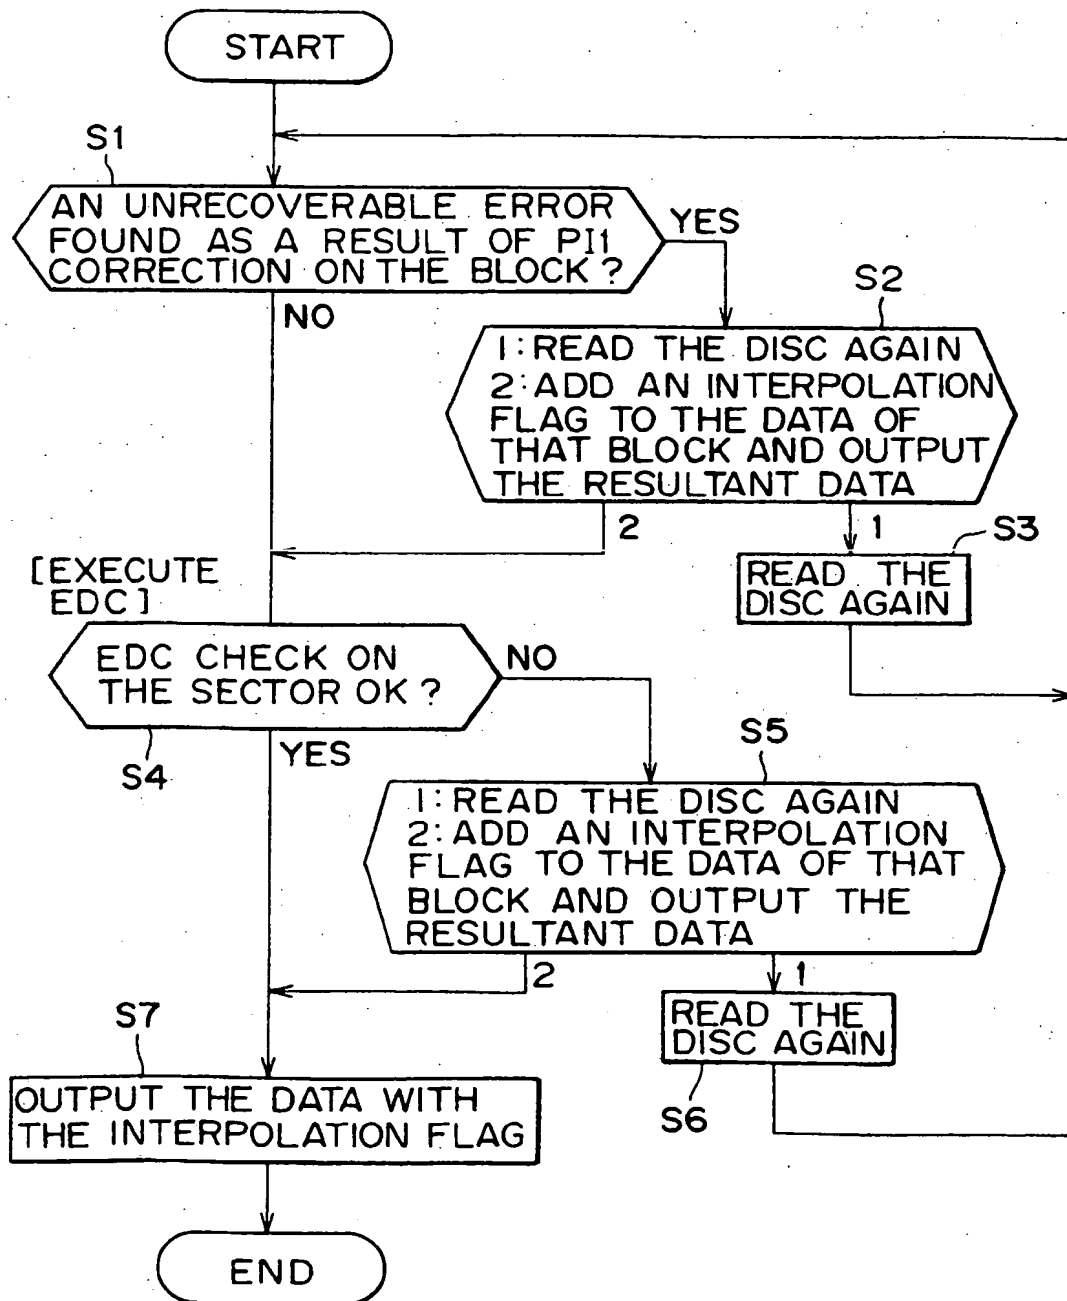 START
S1
AN UNRECOVERABLE ERROR
FOUND AS A RESULT OF PI1
CORRECTION ON THE BLOCK ?
YES
NO
S2
1: READ THE DISC AGAIN
2: ADD AN INTERPOLATION
FLAG TO THE DATA OF
THAT BLOCK AND OUTPUT
THE RESULTANT DATA
2
1
S3
READ THE
DISC AGAIN
[EXECUTE
EDC]
EDC CHECK ON
THE SECTOR OK ?
NO
S4
YES
S5
1: READ THE DISC AGAIN
2: ADD AN INTERPOLATION
FLAG TO THE DATA OF THAT
BLOCK AND OUTPUT THE
RESULTANT DATA
2
1
READ THE
DISC AGAIN
S6
S7
OUTPUT THE DATA WITH
THE INTERPOLATION FLAG
END